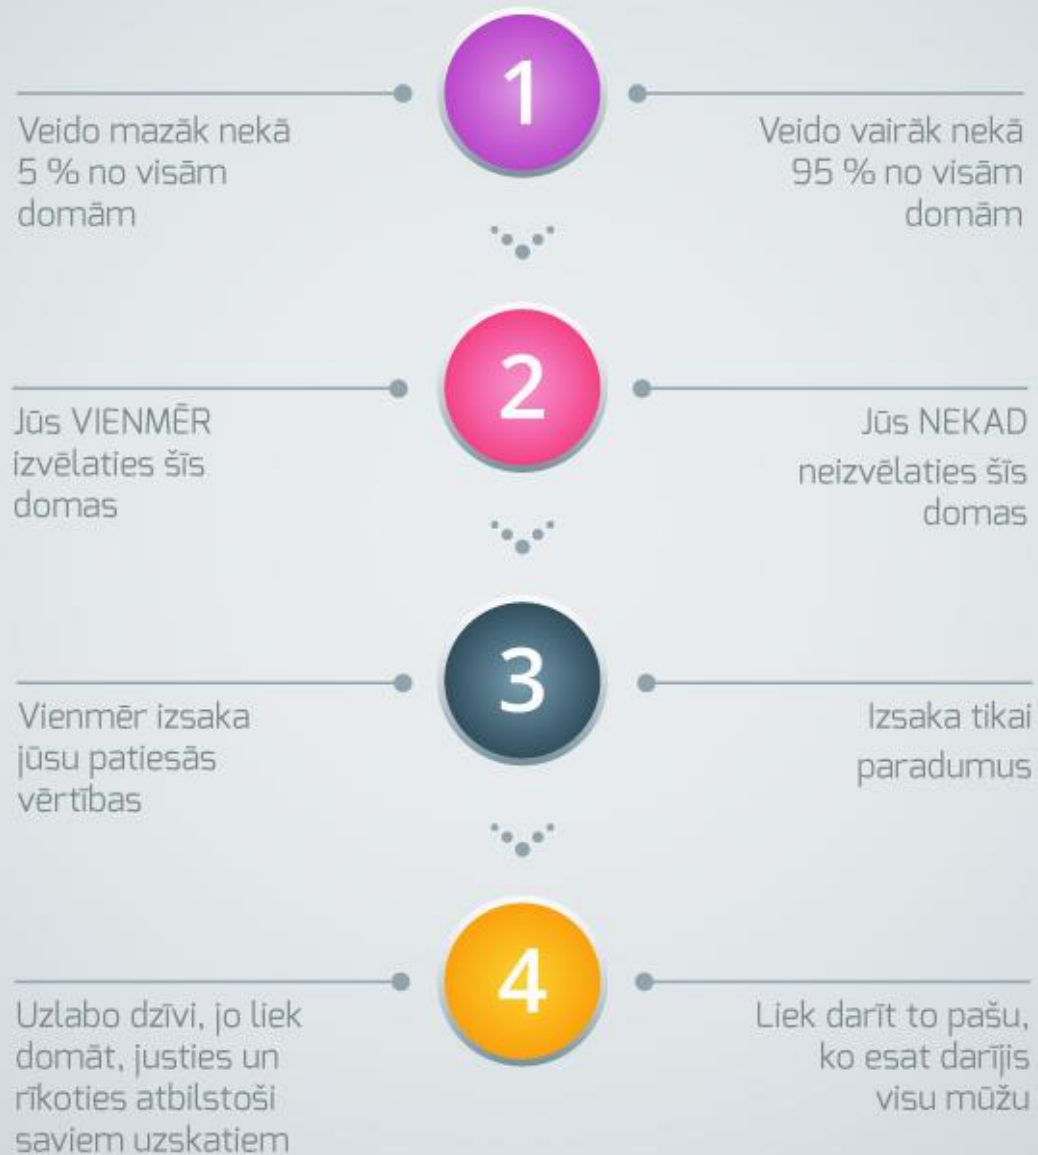 1
Veido mazāk nekā
5 % no visām
domām
Veido vairāk nekā
95 % no visām
domām
2
Jūs VIENMĒR
izvēlaties šīs
domas
Jūs NEKAD
neizvēlaties šīs
domas
3
Vienmēr izsaka
jūsu patiesās
vērtības
Izsaka tikai
paradumus
4
Uzlabo dzīvi, jo liek
domāt, justies un
rīkoties atbilstoši
saviem uzskatiem
Liek darīt to pašu,
ko esat darījis
visu mūžu